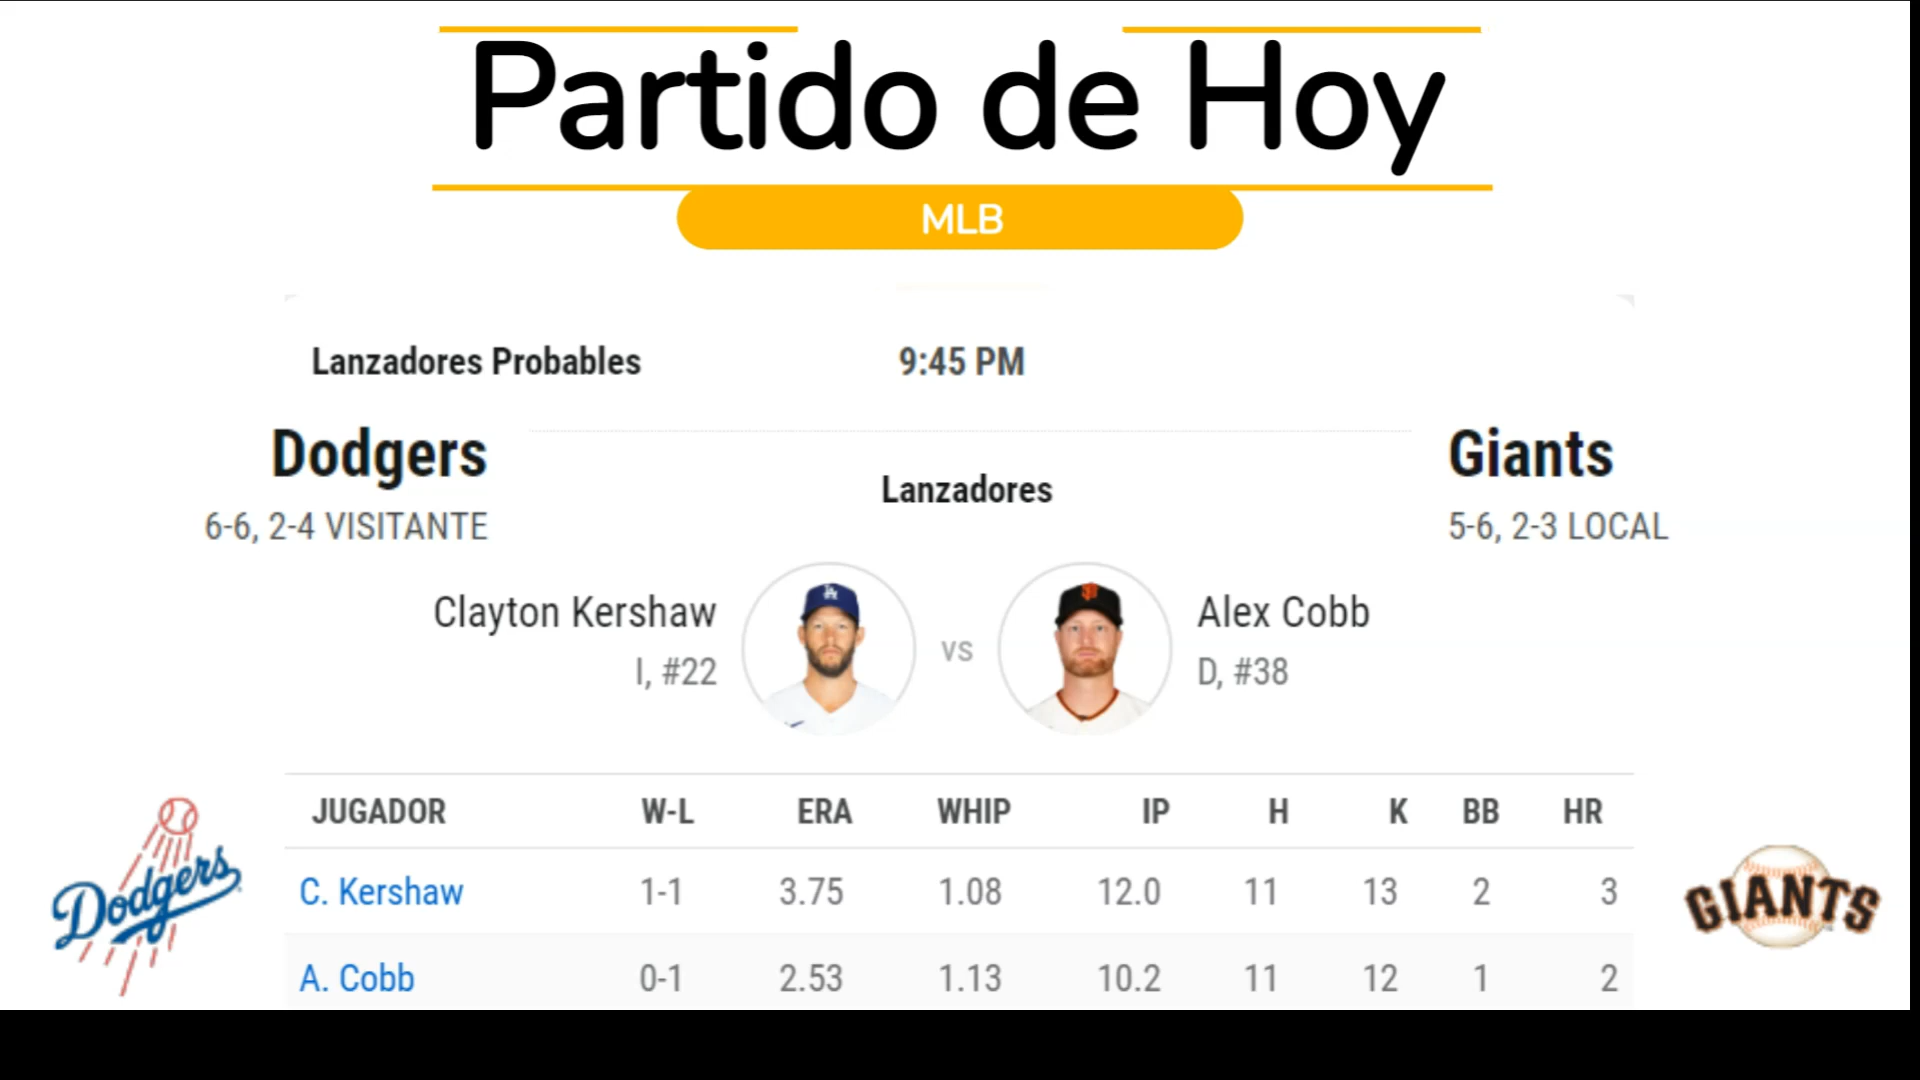 Partido de Hoy
MLB
Lanzadores Probables 9:45 PM
Dodgers Giants
6-6, 2-4 VISITANTE Lanzadores 5-6, 2-3 LOCAL
Clayton Kershaw Alex Cobb
I, #22 vs D, #38
JUGADOR W-L ERA WHIP IP H K BB HR
C. Kershaw 1-1 3.75 1.08 12.0 11 13 2 3
A. Cobb 0-1 2.53 1.13 10.2 11 12 1 2
Dodgers
GIANTS